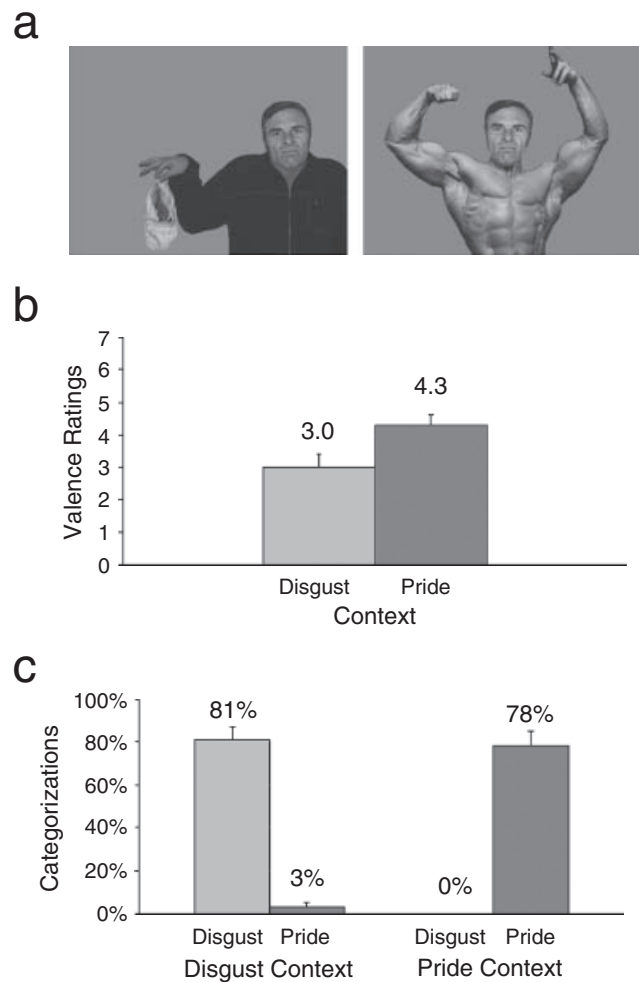 a
b
Valence Ratings
7
6
5
4
3
2
1
0
3.0
4.3
Disgust Pride
Context
c
Categorizations
100%
80%
60%
40%
20%
0%
81%
3%
0%
78%
Disgust Pride Disgust Pride
Disgust Context Pride Context